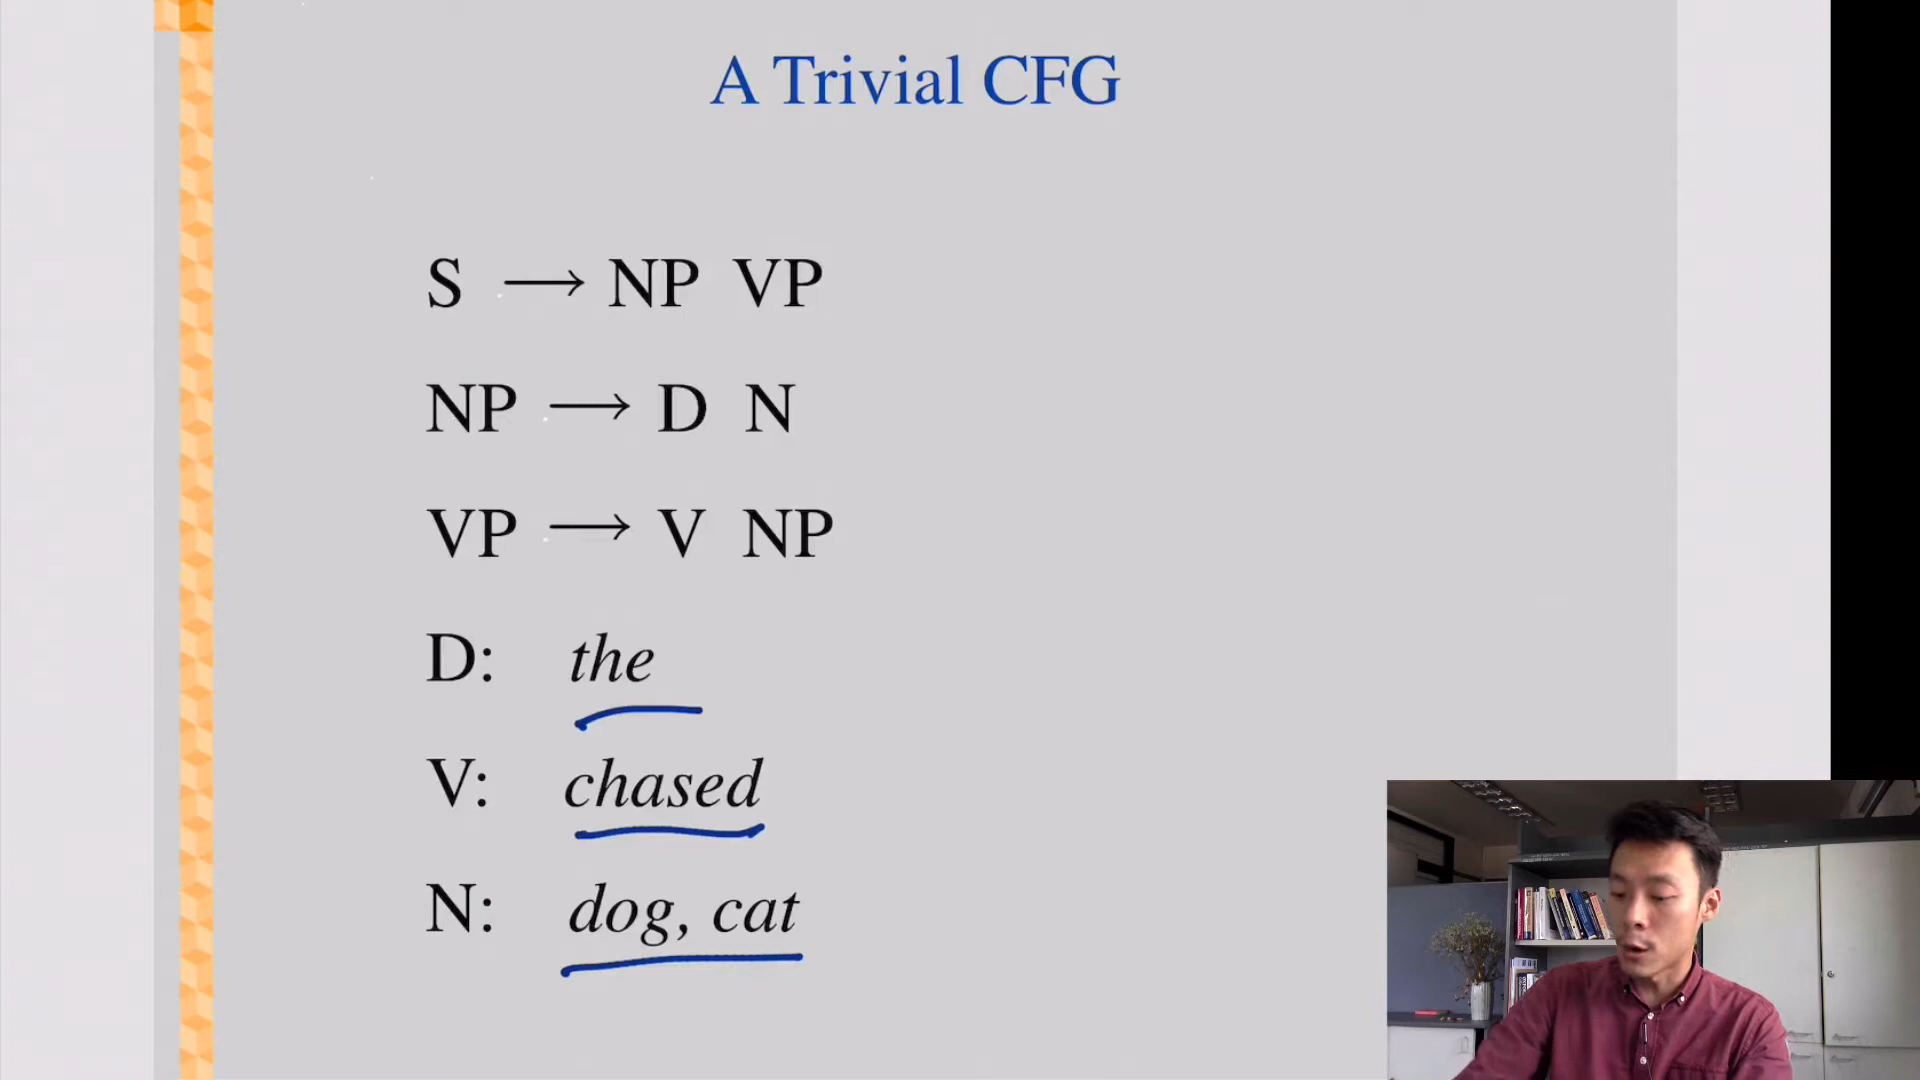 A Trivial CFG
S → NP VP
NP → D N
VP → V NP
D: the
V: chased
N: dog, cat